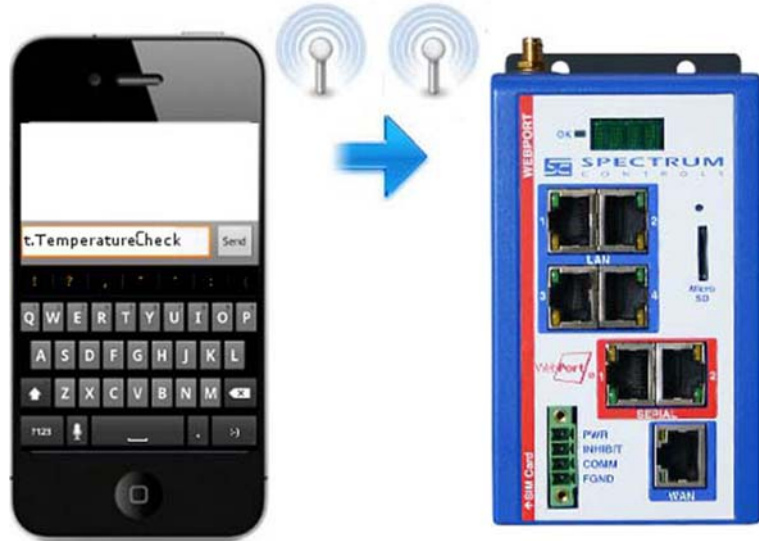 t.TemperatureCheck
Send
! ? , " ' : (
Q W E R T Y U I O P
A S D F G H J K L
Z X C V B N M
?123 . :-)
WEBPORT
OK
SC SPECTRUM
CONTROLS
1 2
LAN
3 4
Micro
SD
WebPort
1 2
SERIAL
PWR
INHIBIT
COMM
FGND
SIM Card
WAN